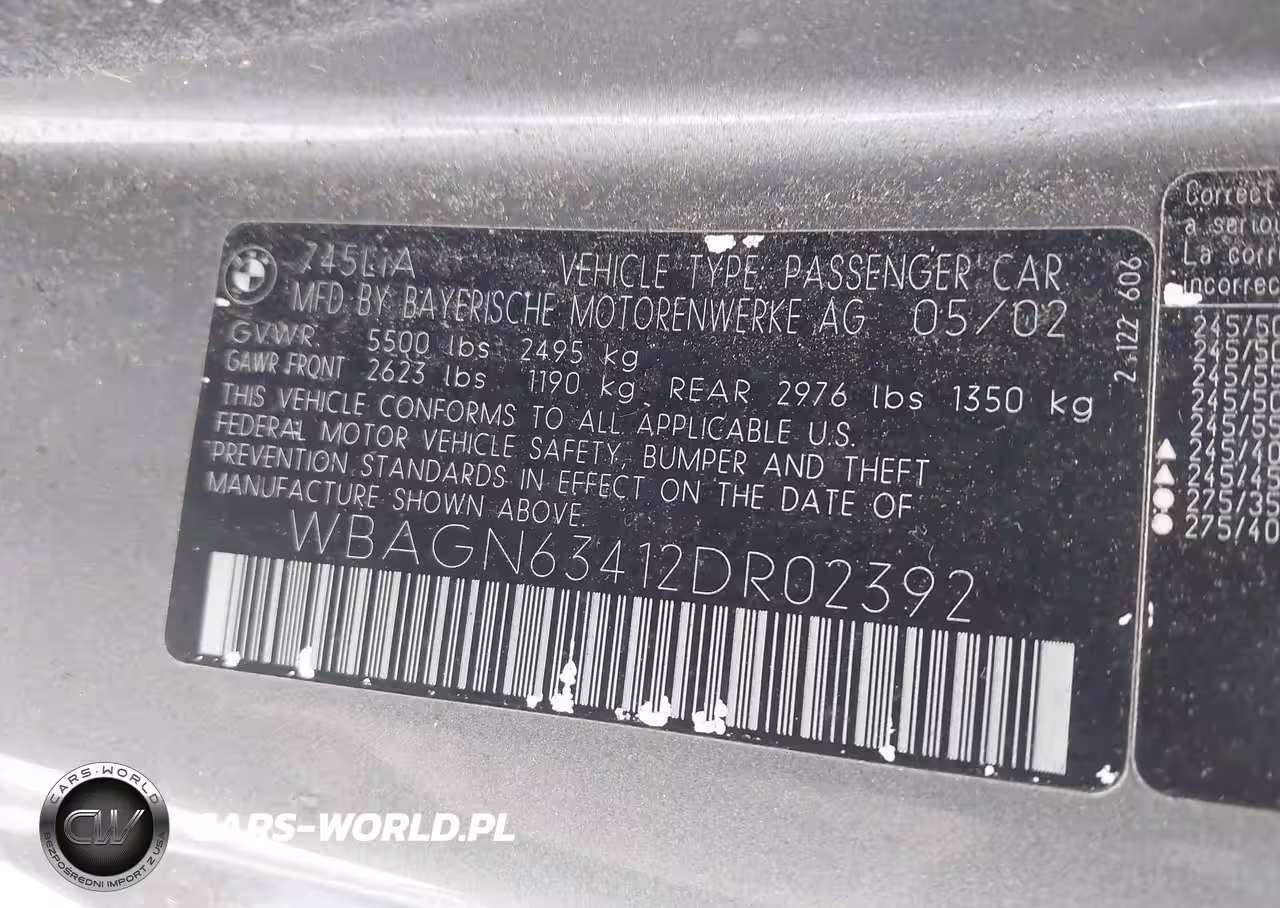 745LiA
VEHICLE TYPE: PASSENGER CAR
MFD BY BAYERISCHE MOTORENWERKE AG 05/02
GVWR 5500 lbs 2495 kg
GAWR FRONT 2623 lbs 1190 kg REAR 2976 lbs 1350 kg
THIS VEHICLE CONFORMS TO ALL APPLICABLE U.S.
FEDERAL MOTOR VEHICLE SAFETY, BUMPER AND THEFT
PREVENTION STANDARDS IN EFFECT ON THE DATE OF
MANUFACTURE SHOWN ABOVE.
WBAGN63412DR02392
606
Correct
a serio
La corr
incorrec
245/50
245/50
245/55
245/50
245/55
245/40
245/45
275/35
275/40
CARS-WORLD
CW
BEZPOŚREDNI IMPORT Z USA
CARS-WORLD.PL